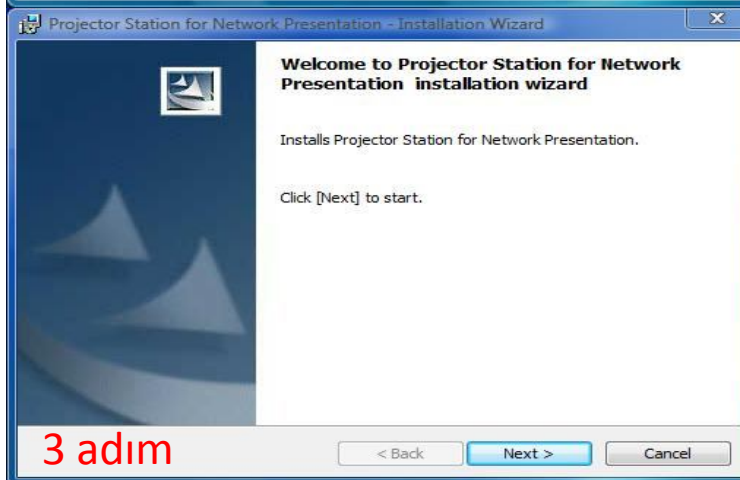 Projector Station for Network Presentation - Installation Wizard
Welcome to Projector Station for Network
Presentation installation wizard
Installs Projector Station for Network Presentation.
Click [Next] to start.
3 adım
< Back
Next >
Cancel